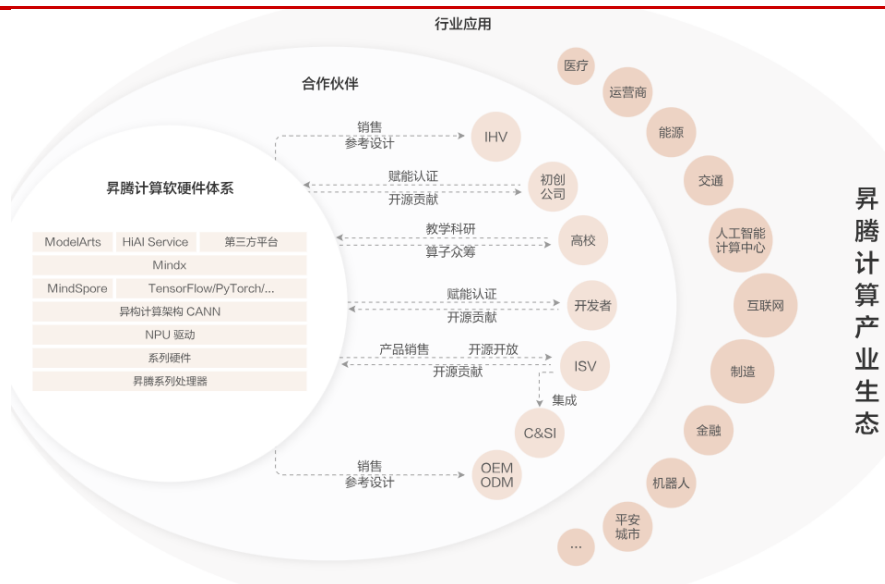 行业应用
合作伙伴
昇腾计算软硬件体系
ModelArts
HiAI Service
第三方平台
Mindx
MindSpore
TensorFlow/PyTorch/...
异构计算架构 CANN
NPU 驱动
系列硬件
昇腾系列处理器
销售
参考设计
IHV
赋能认证
开源贡献
初创
公司
教学科研
算子众筹
高校
赋能认证
开源贡献
开发者
产品销售
开源开放
开源贡献
ISV
集成
C&SI
销售
参考设计
OEM
ODM
医疗
运营商
能源
交通
人工智能
计算中心
互联网
制造
金融
机器人
平安
城市
...
昇腾计算产业生态